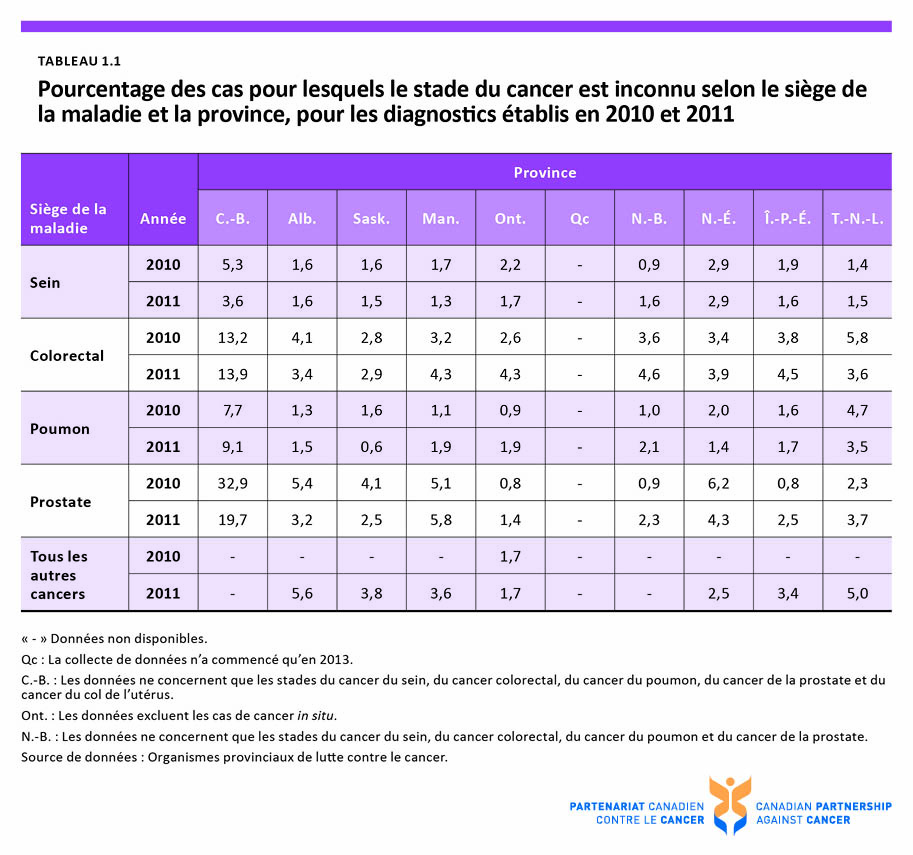 TABLEAU 1.1
Pourcentage des cas pour lesquels le stade du cancer est inconnu selon le siège de
la maladie et la province, pour les diagnostics établis en 2010 et 2011
Siège de la
maladie
Année
Province
C.-B. Alb. Sask. Man. Ont. Qc N.-B. N.-É. Î.-P.-É. T.-N.-L.
Sein
2010 5,3 1,6 1,6 1,7 2,2 - 0,9 2,9 1,9 1,4
2011 3,6 1,6 1,5 1,3 1,7 - 1,6 2,9 1,6 1,5
Colorectal
2010 13,2 4,1 2,8 3,2 2,6 - 3,6 3,4 3,8 5,8
2011 13,9 3,4 2,9 4,3 4,3 - 4,6 3,9 4,5 3,6
Poumon
2010 7,7 1,3 1,6 1,1 0,9 - 1,0 2,0 1,6 4,7
2011 9,1 1,5 0,6 1,9 1,9 - 2,1 1,4 1,7 3,5
Prostate
2010 32,9 5,4 4,1 5,1 0,8 - 0,9 6,2 0,8 2,3
2011 19,7 3,2 2,5 5,8 1,4 - 2,3 4,3 2,5 3,7
Tous les
autres
cancers
2010 - - - - 1,7 - - - - -
2011 - 5,6 3,8 3,6 1,7 - - 2,5 3,4 5,0
« - » Données non disponibles.
Qc : La collecte de données n’a commencé qu’en 2013.
C.-B. : Les données ne concernent que les stades du cancer du sein, du cancer colorectal, du cancer du poumon, du cancer de la prostate et du
cancer du col de l’utérus.
Ont. : Les données excluent les cas de cancer in situ.
N.-B. : Les données ne concernent que les stades du cancer du sein, du cancer colorectal, du cancer du poumon et du cancer de la prostate.
Source de données : Organismes provinciaux de lutte contre le cancer.
PARTENARIAT CANADIEN
CONTRE LE CANCER
CANADIAN PARTNERSHIP
AGAINST CANCER